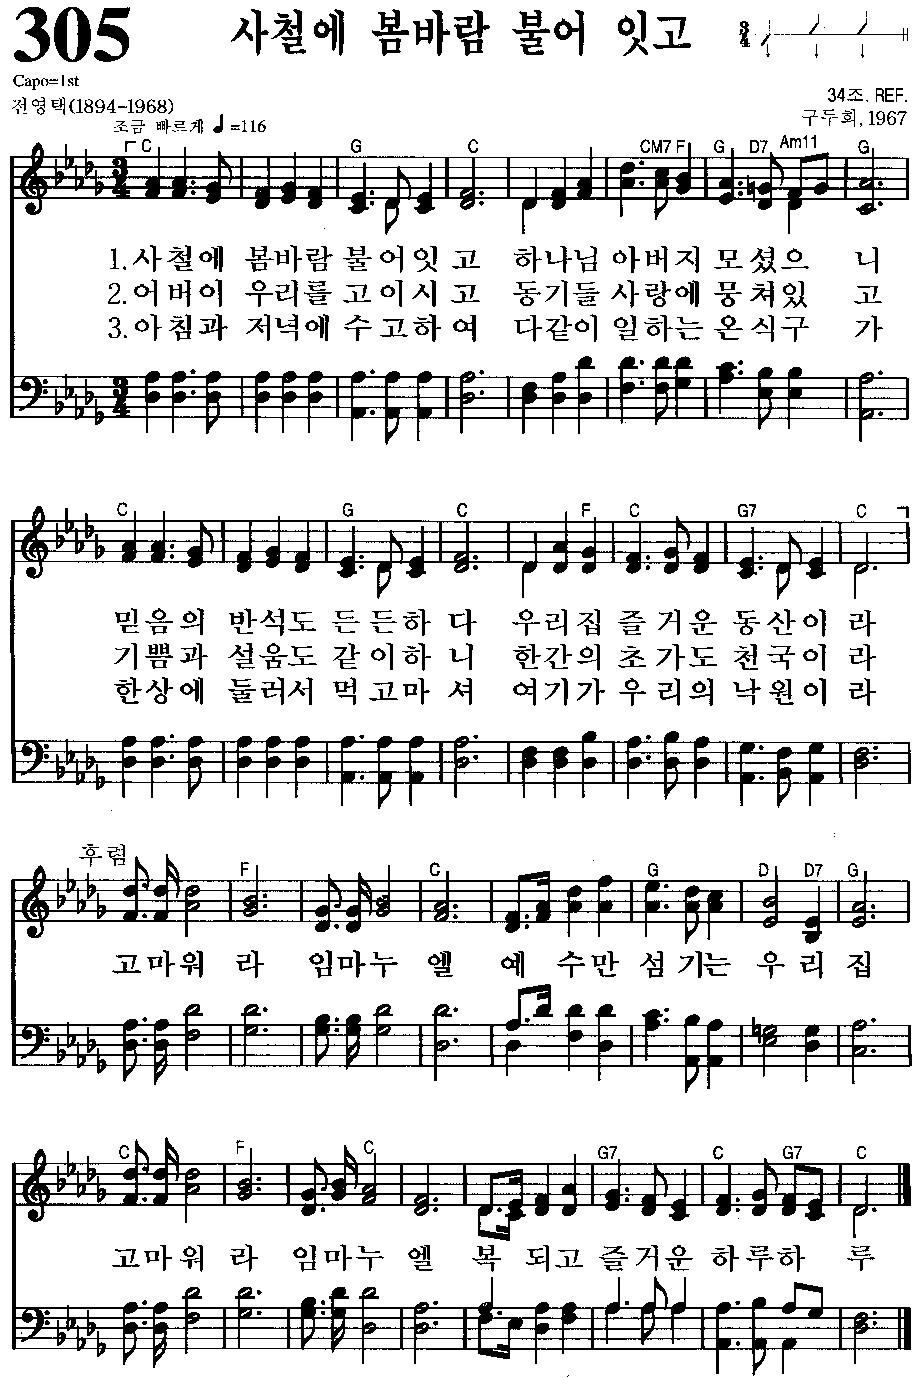 305 사철에 봄바람 불어 잇고
Capo=1st
전영택(1894-1968)
34조. REF.
구두회, 1967
조금 빠르게 ♩=116
C G C CM7 F G D7 Am11 G
3 4
1.사철에 봄바람 불어잇고 하나님 아버지 모셨으니
2.어버이 우리를 고이시고 동기들 사랑에 뭉쳐있고
3.아침과 저녁에 수고하여 다같이 일하는 온식구가
3 4
C G C F C G7 C
믿음의 반석도 든든하다 우리집 즐거운 동산이라
기쁨과 설움도 같이하니 한간의 초가도 천국이라
한상에 둘러서 먹고마셔 여기가 우리의 낙원이라
후렴
F C G D D7 G
고마워라 임마누엘 예수만 섬기는 우리집
C F C G7 C G7 C
고마워라 임마누엘 복되고 즐거운 하루하루